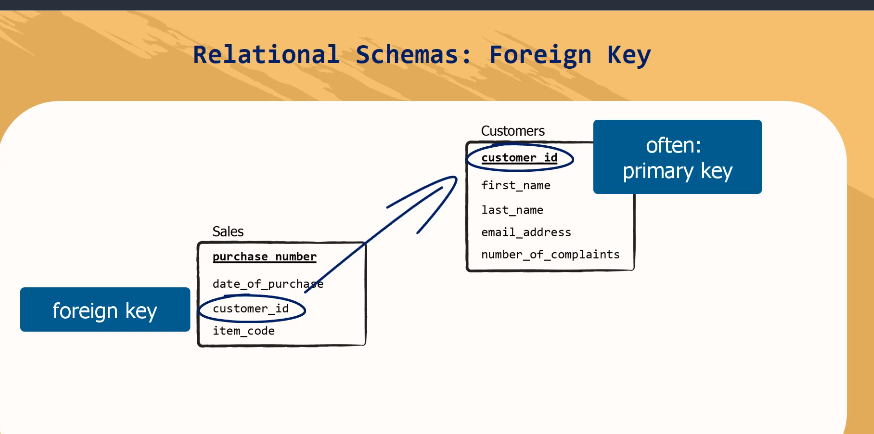 Relational Schemas: Foreign Key
Customers
customer_id
first_name
last_name
email_address
number_of_complaints
often:
primary key
Sales
purchase_number
date_of_purchase
customer_id
item_code
foreign key